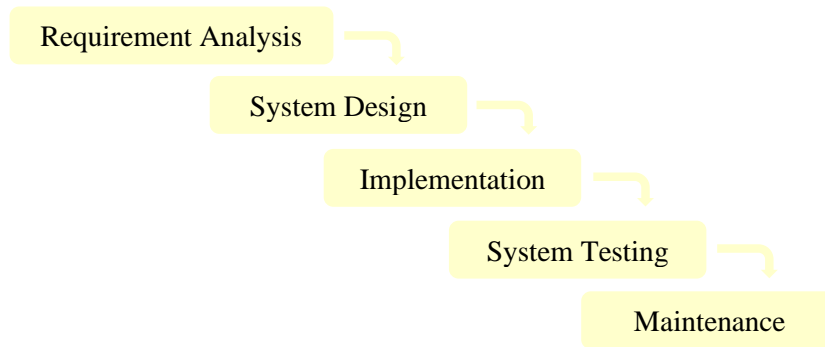 Requirement Analysis
System Design
Implementation
System Testing
Maintenance